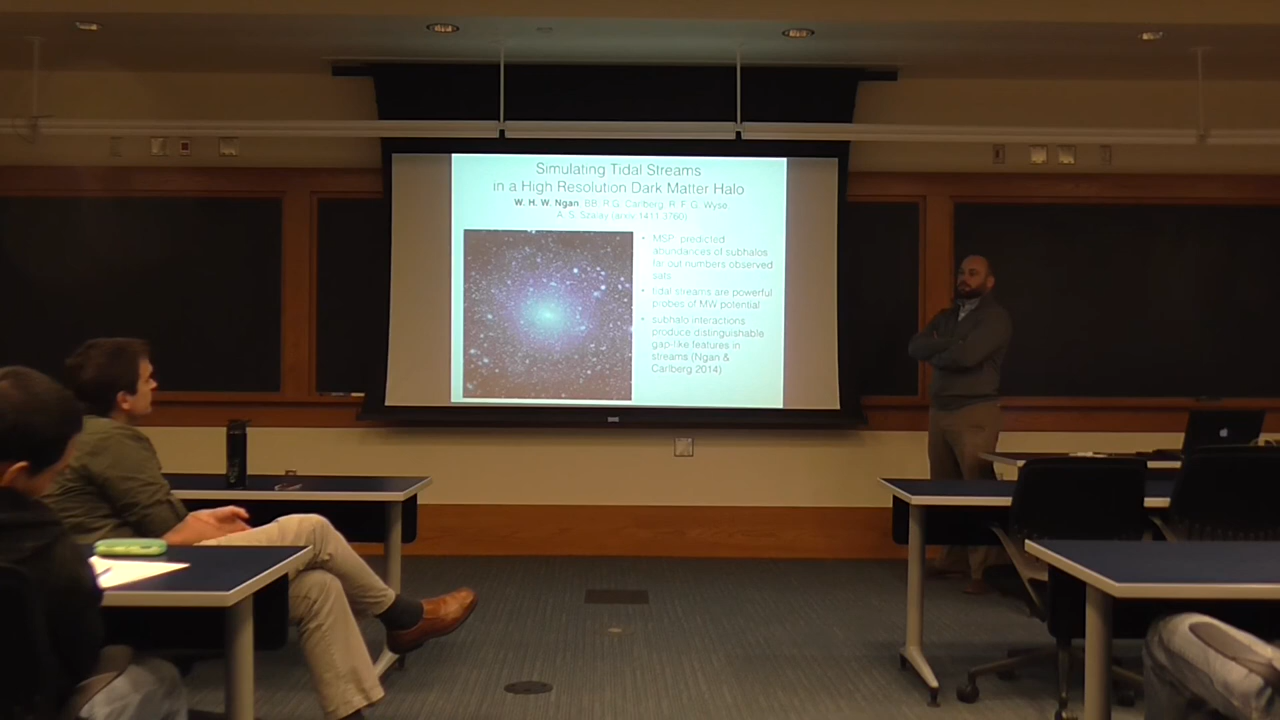 Simulating Tidal Streams
in a High Resolution Dark Matter Halo
W. H. W. Ngan, BB, R.G. Carlberg, R. F. G. Wyse
A. S. Szalay (arxiv:1411.3760)
• MSP: predicted
abundances of subhalos
far out numbers observed
sats
• tidal streams are powerful
probes of MW potential
• subhalo interactions
produce distinguishable
gap-like features in
streams (Ngan &
Carlberg 2014)